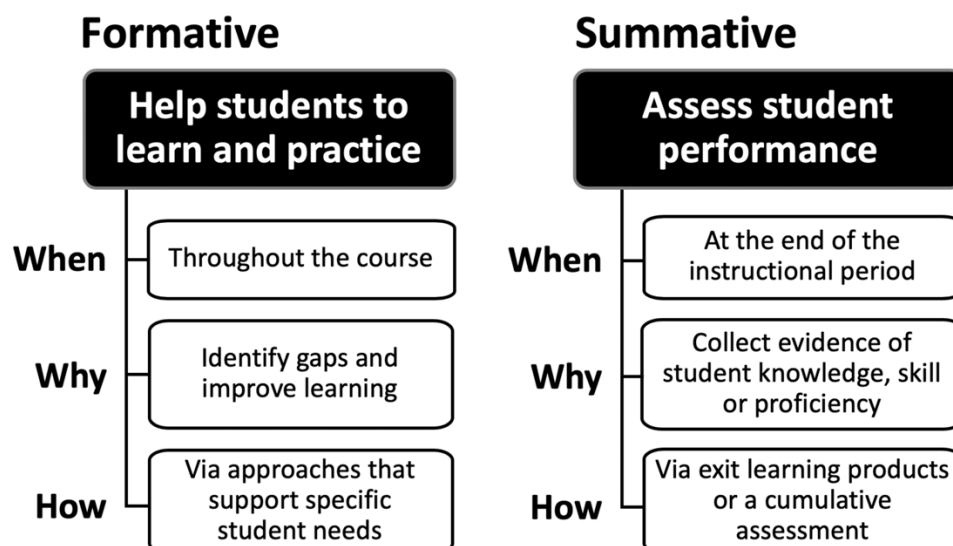 Formative
Help students to
learn and practice
When
Throughout the course
Why
Identify gaps and
improve learning
How
Via approaches that
support specific
student needs
Summative
Assess student
performance
When
At the end of the
instructional period
Why
Collect evidence of
student knowledge, skill
or proficiency
How
Via exit learning products
or a cumulative
assessment